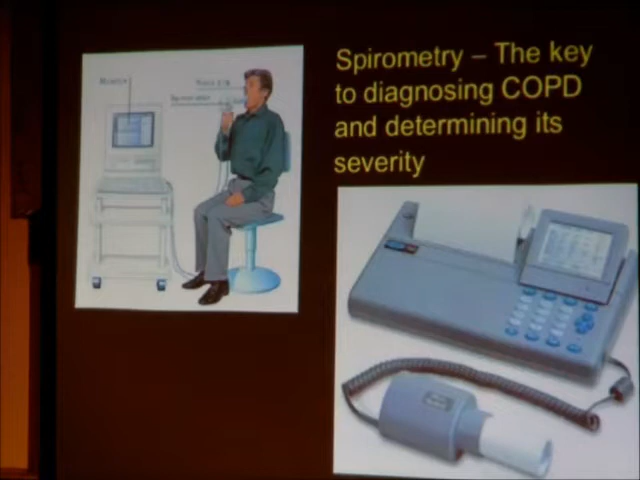 Spirometry – The key
to diagnosing COPD
and determining its
severity